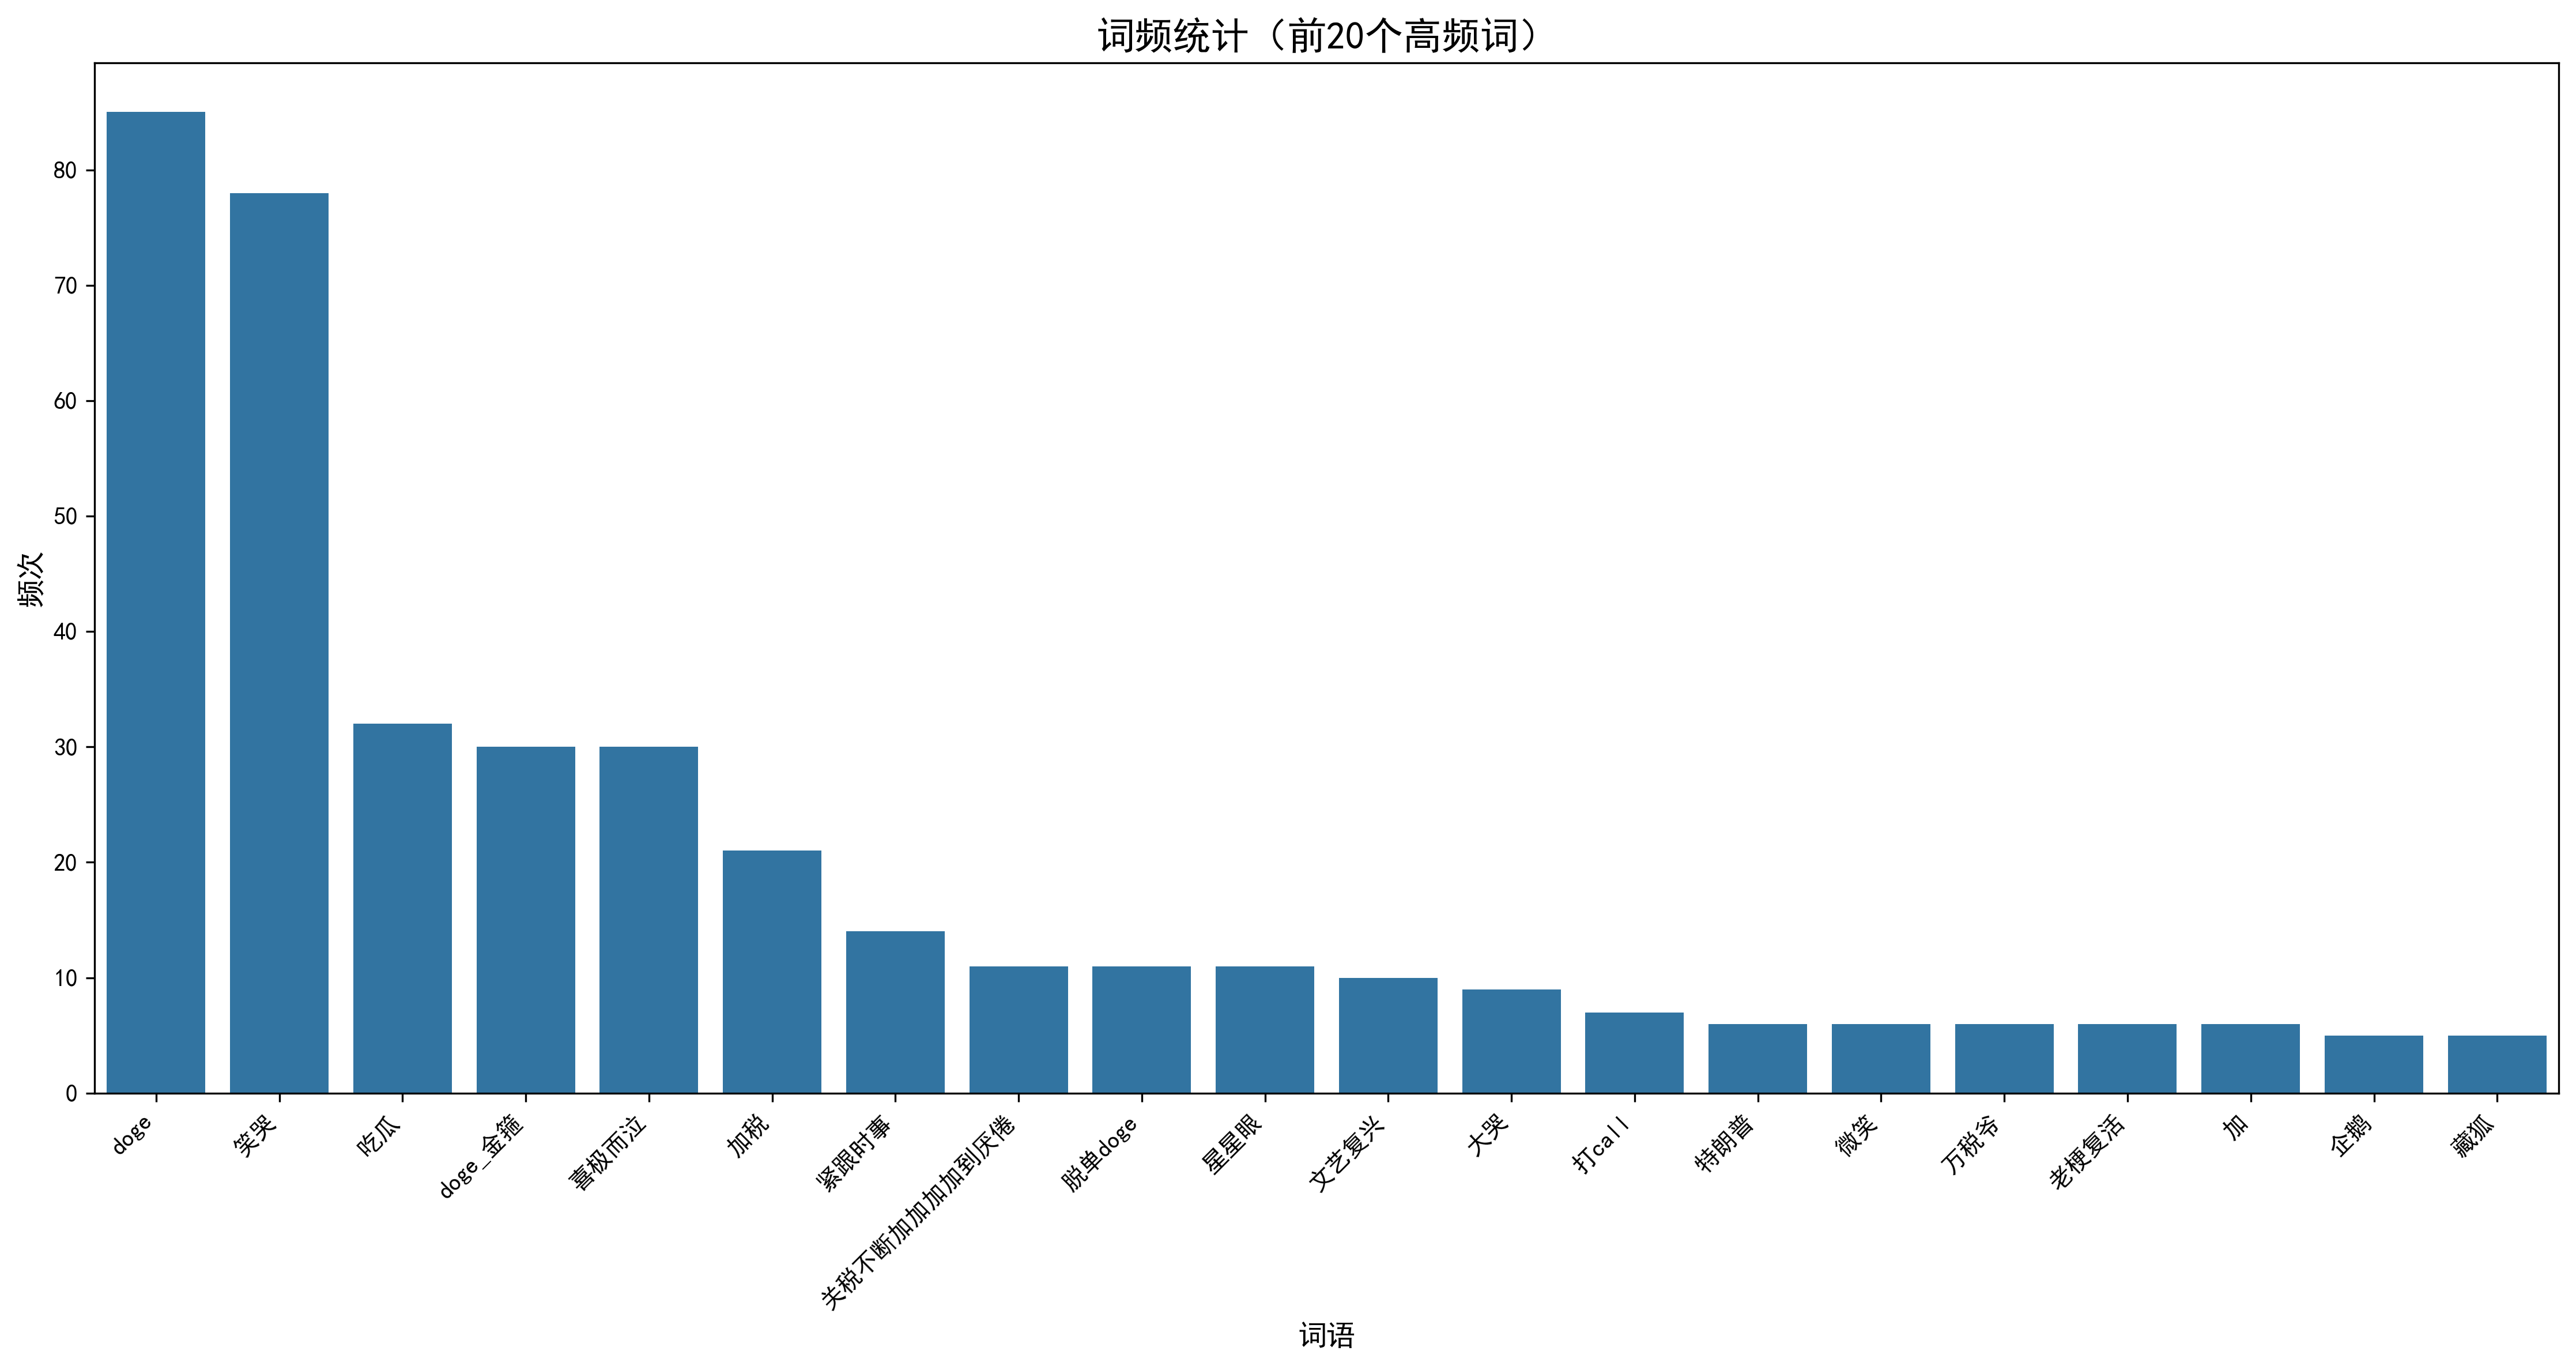 词频统计（前20个高频词）
频次
80
70
60
50
40
30
20
10
0
doge
笑哭
吃瓜
doge_金箍
喜极而泣
加税
紧跟时事
关税不断加加加加到厌倦
脱单doge
星星眼
文艺复兴
大哭
打call
特朗普
微笑
万税爷
老梗复活
加
企鹅
藏狐
词语